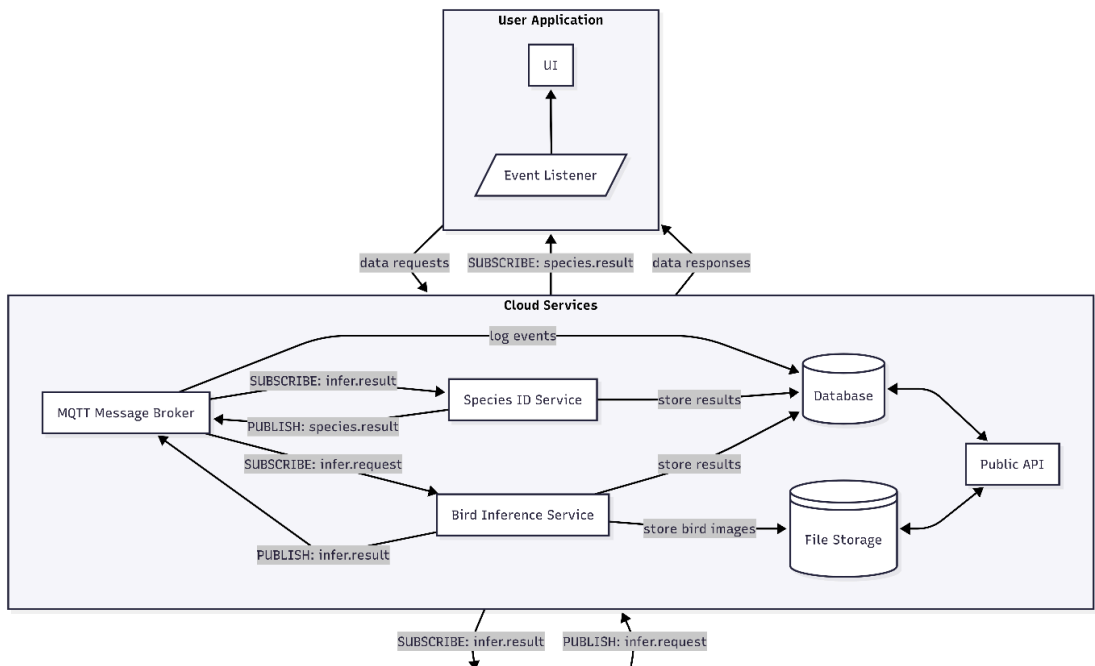 User Application
UI
Event Listener
data requests
SUBSCRIBE: species.result
data responses
Cloud Services
log events
SUBSCRIBE: infer.result
MQTT Message Broker
Species ID Service
store results
Database
PUBLISH: species.result
SUBSCRIBE: infer.request
store results
Public API
Bird Inference Service
store bird images
File Storage
PUBLISH: infer.result
SUBSCRIBE: infer.result
PUBLISH: infer.request